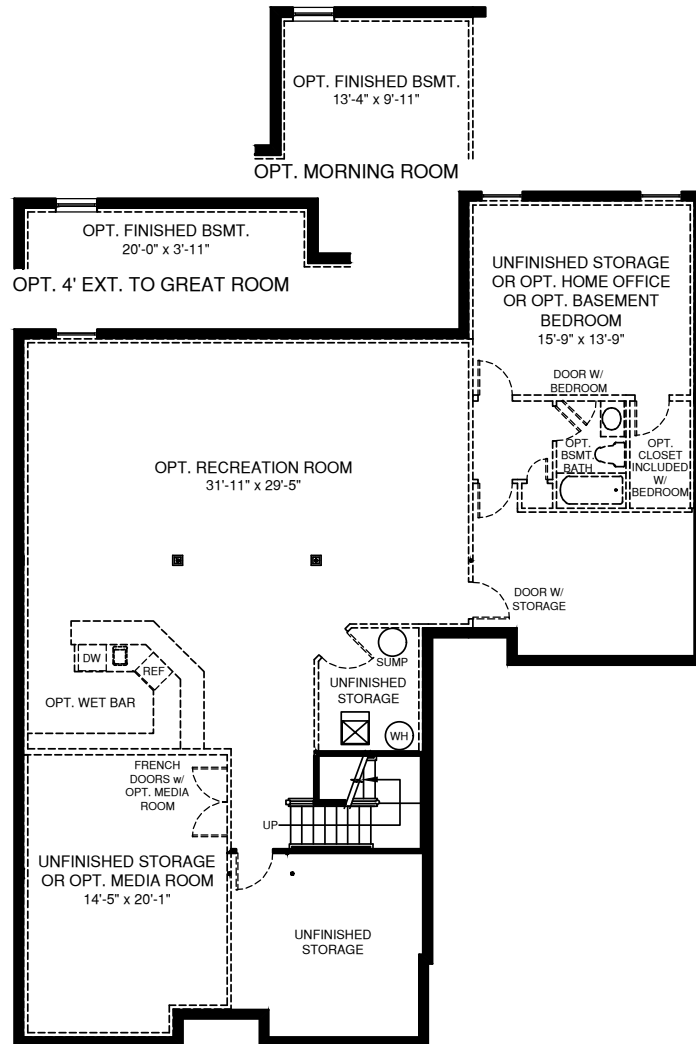 OPT. FINISHED BSMT.
13'-4" x 9'-11"
OPT. MORNING ROOM
OPT. FINISHED BSMT.
20'-0" x 3'-11"
OPT. 4' EXT. TO GREAT ROOM
UNFINISHED STORAGE
OR OPT. HOME OFFICE
OR OPT. BASEMENT
BEDROOM
15'-9" x 13'-9"
DOOR W/
BEDROOM
OPT.
BSMT.
BATH
OPT.
CLOSET
INCLUDED
W/
BEDROOM
OPT. RECREATION ROOM
31'-11" x 29'-5"
DOOR W/
STORAGE
DW
REF
OPT. WET BAR
SUMP
UNFINISHED
STORAGE
WH
FRENCH
DOORS w/
OPT. MEDIA
ROOM
UP
UNFINISHED STORAGE
OR OPT. MEDIA ROOM
14'-5" x 20'-1"
UNFINISHED
STORAGE